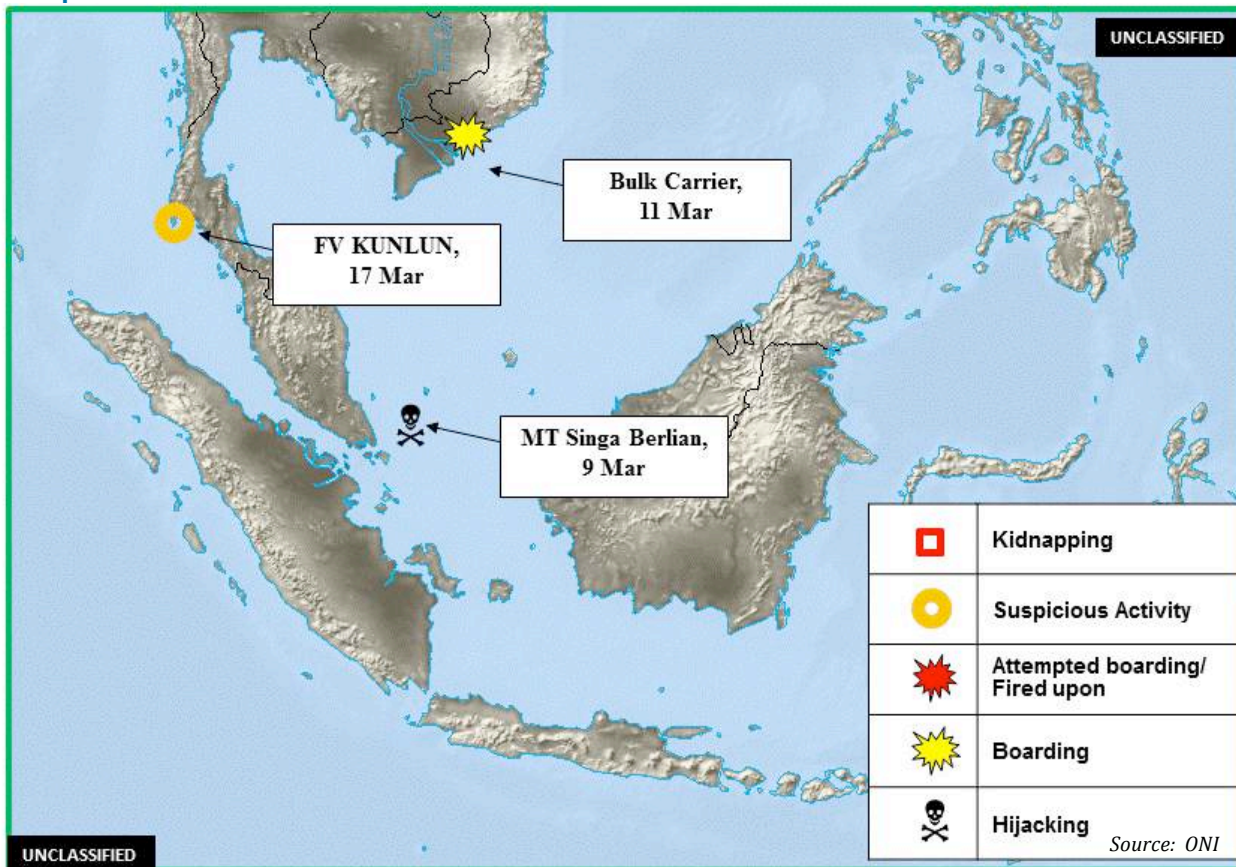 UNCLASSIFIED
Bulk Carrier,
11 Mar
FV KUNLUN,
17 Mar
MT Singa Berlian,
9 Mar
Kidnapping
Suspicious Activity
Attempted boarding/
Fired upon
Boarding
Hijacking
Source: ONI
UNCLASSIFIED